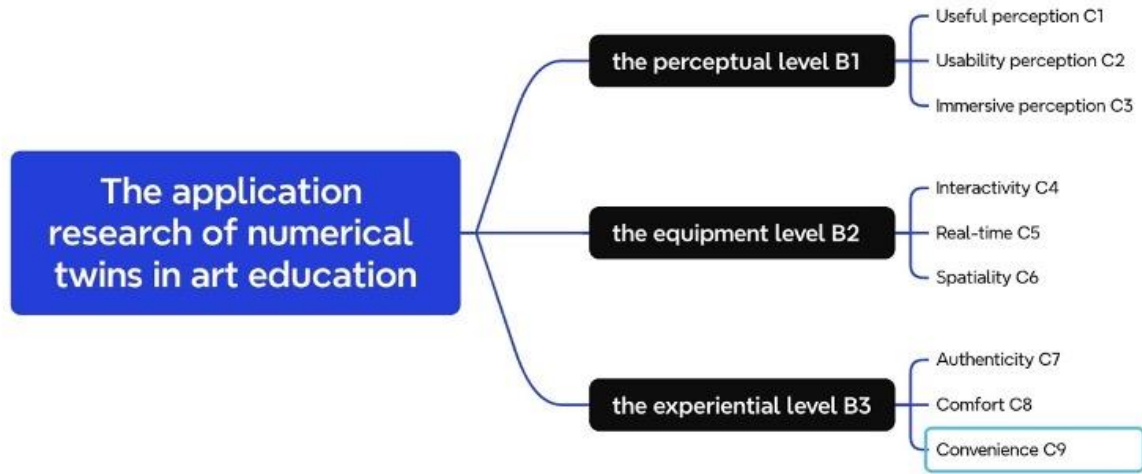 The application
research of numerical
twins in art education
the perceptual level B1
Useful perception C1
Usability perception C2
Immersive perception C3
the equipment level B2
Interactivity C4
Real-time C5
Spatiality C6
the experiential level B3
Authenticity C7
Comfort C8
Convenience C9